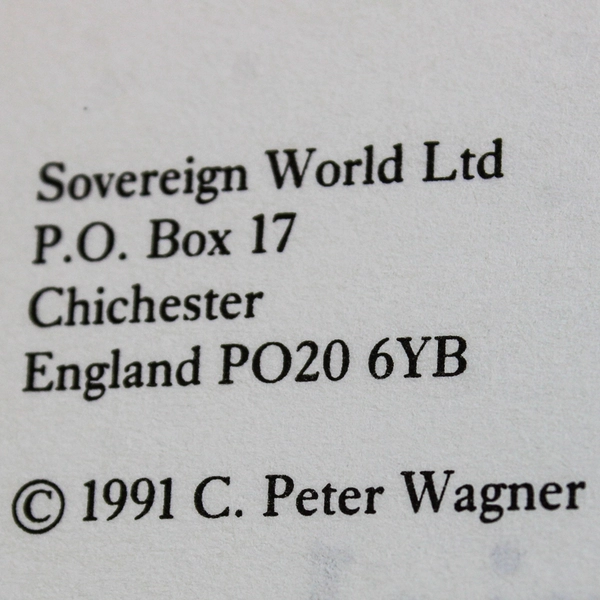 Sovereign World Ltd
P.O. Box 17
Chichester
England PO20 6YB
© 1991 C. Peter Wagner